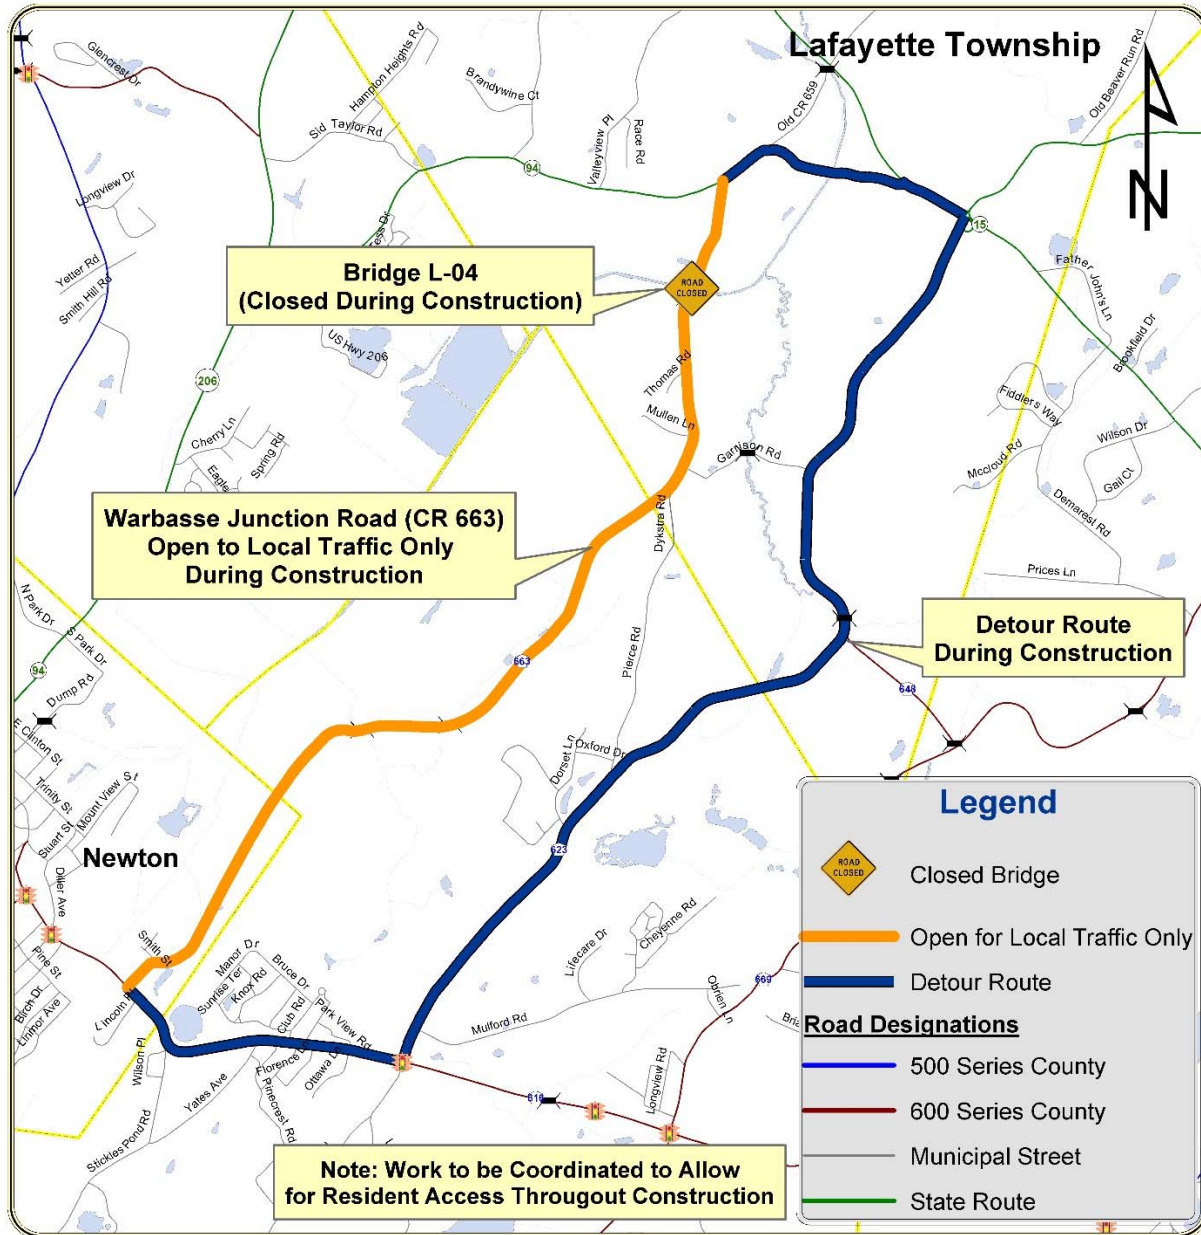 Lafayette Township
Glencrest Dr
Hampton Heights Rd
Brandywine Ct
Old CR 659
Old Beaver Run Rd
Sid Taylor Rd
Valleyview Pl
Race Rd
94
N
Longview Dr
15
Yetter Rd
Smith Hill Rd
Bridge L-04
(Closed During Construction)
ROAD
CLOSED
Father John's Ln
Brookfield Dr
US Hwy 206
206
Thomas Rd
Mullen Ln
Fiddler's Way
Wilson Dr
Cherry Ln
Spring Rd
Eagle
Garrison Rd
Mccloud Rd
Gail Ct
Demarest Rd
Warbasse Junction Road (CR 663)
Open to Local Traffic Only
During Construction
Dykstra Rd
Prices Ln
N Park Dr
S Park Dr
Detour Route
During Construction
Pierce Rd
663
94
Dump Rd
648
E Clinton St
Dorset Ln
Oxford Dr
Trinity St
Mount View St
Stuart St
Newton
Diller Ave
623
Legend
ROAD
CLOSED
Closed Bridge
Open for Local Traffic Only
Detour Route
Road Designations
500 Series County
600 Series County
Municipal Street
State Route
Cheyenne Rd
Lifecare Dr
Smith St
Pine St
Manor Dr
Bruce Dr
Sunrise Ter
Knox Rd
Birch Dr
Linmor Ave
Lincoln Pl
Club Rd
Park View Rd
Obrien Ln
669
Mulford Rd
Wilson Pl
Florence Ln
Ottawa Ln
Yates Ave
Pinecrest Rd
Longview Rd
616
Stickles Pond Rd
Note: Work to be Coordinated to Allow
for Resident Access Througout Construction